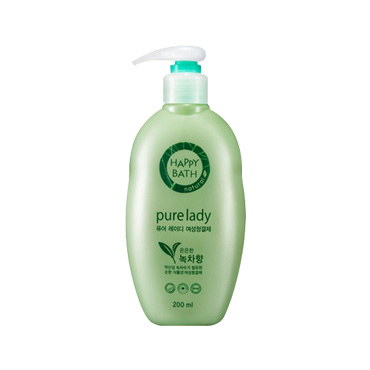 HAPPY
BATH
natural
pure lady
퓨어 레이디 여성청결제
은은한
녹차향
200 ml